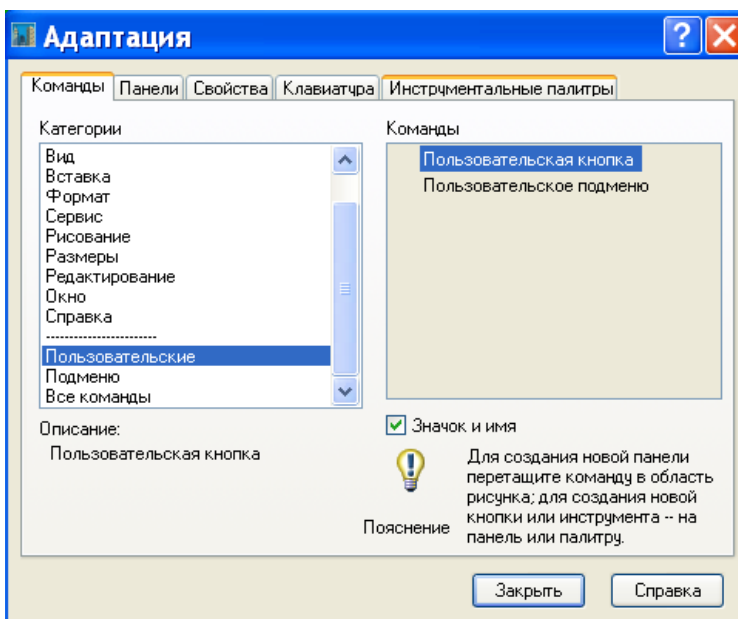 Адаптация
Команды Панели Свойства Клавиатура Инструментальные палитры
Категории
Вид
Вставка
Формат
Сервис
Рисование
Размеры
Редактирование
Окно
Справка
-----------------------
Пользовательские
Подменю
Все команды
Описание:
Пользовательская кнопка
Команды
Пользовательская кнопка
Пользовательское подменю
Значок и имя
Пояснение
Для создания новой панели
перетащите команду в область
рисунка; для создания новой
кнопки или инструмента -- на
панель или палитру.
Закрыть Справка